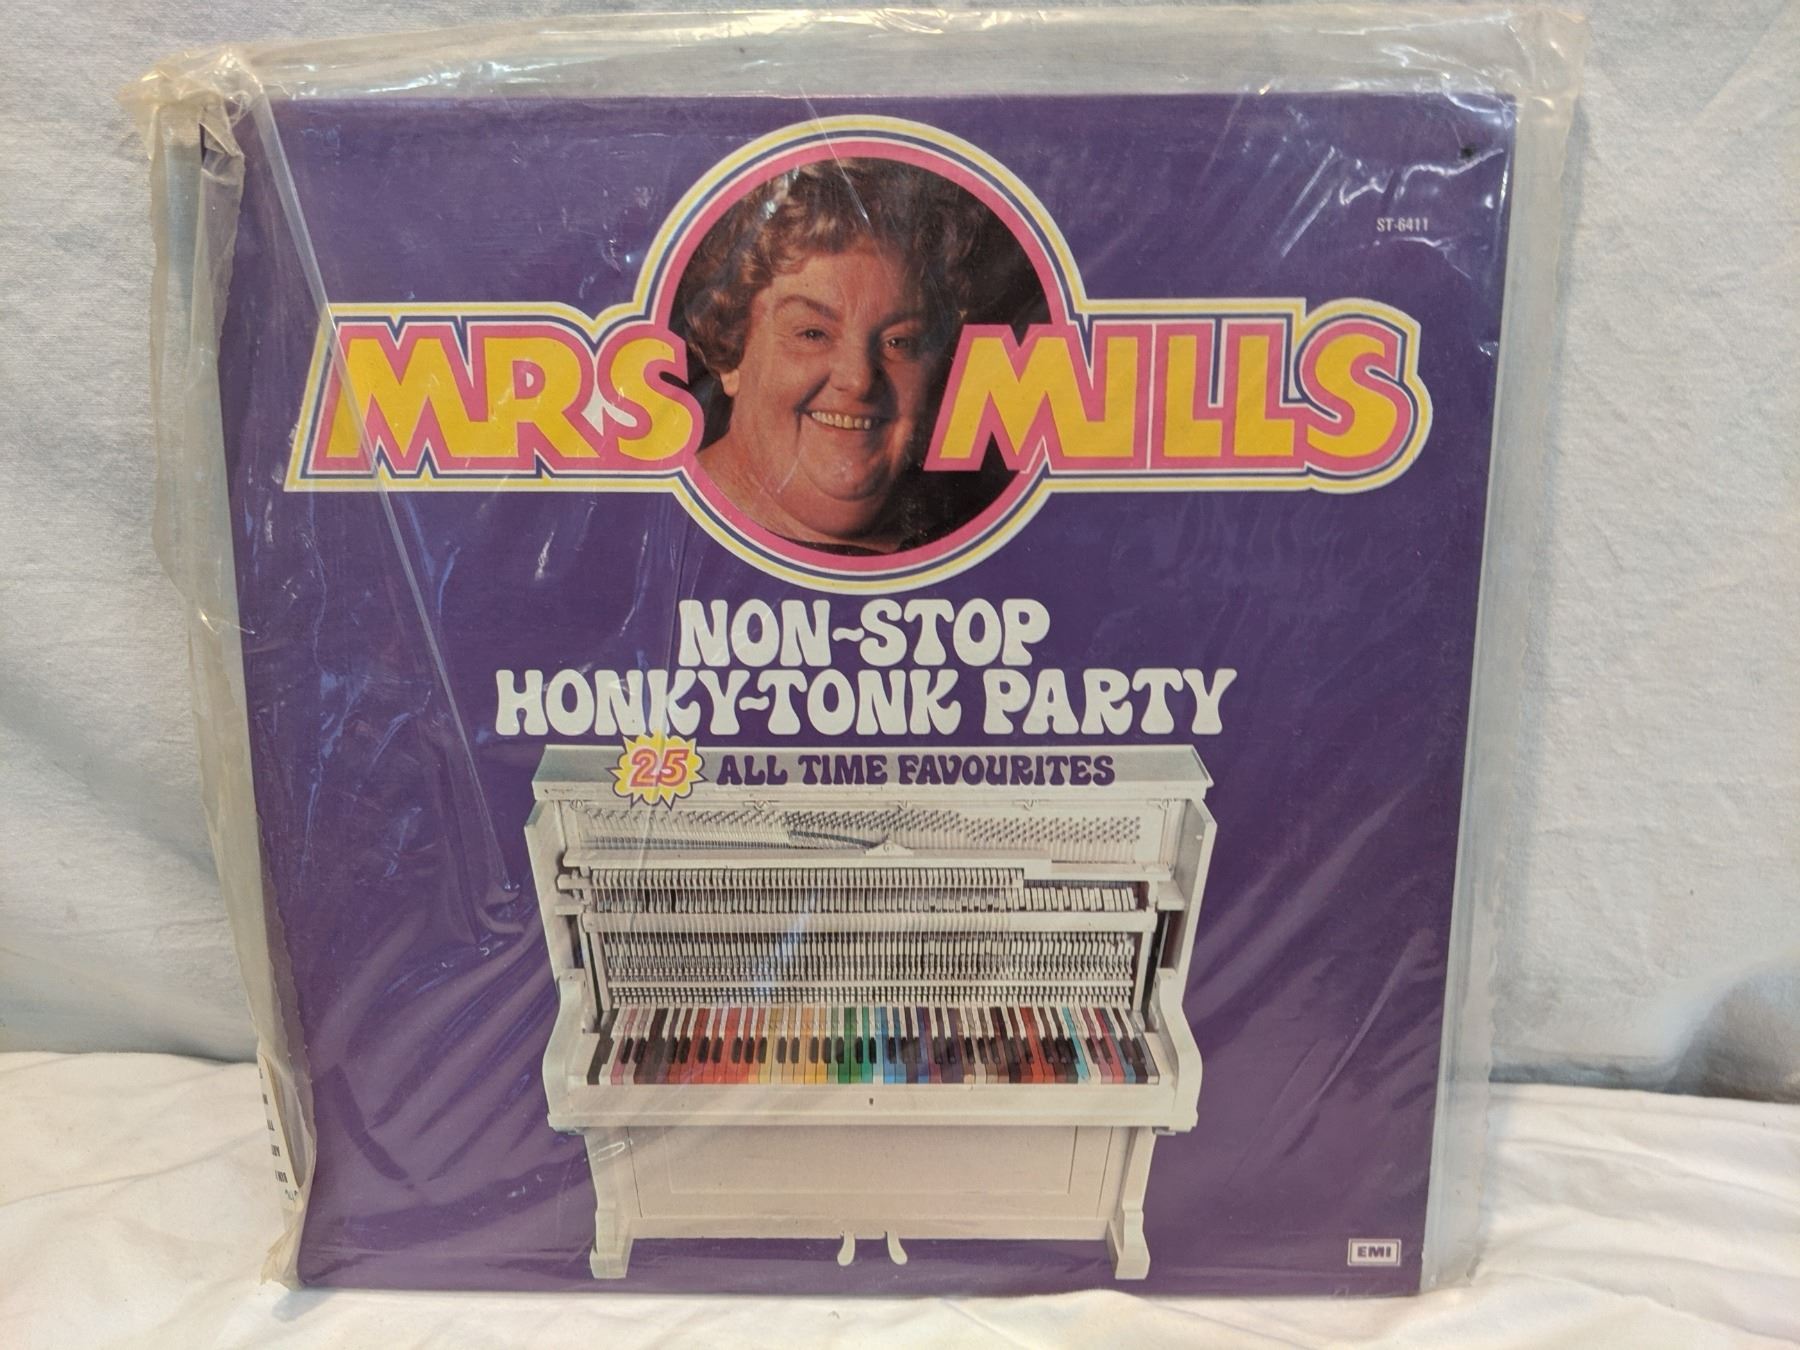 ST-6411
MRS MILLS
NON-STOP
HONKY-TONK PARTY
25 ALL TIME FAVOURITES
EMI